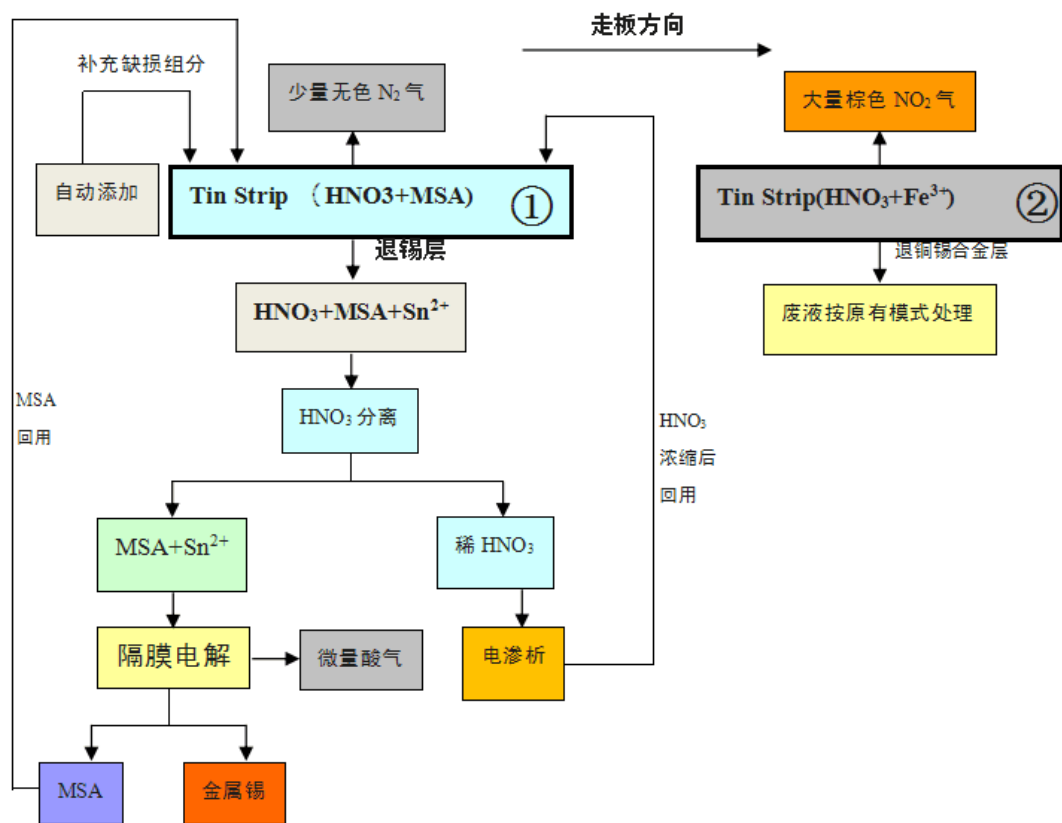 走板方向
补充缺损组分
少量无色 N₂ 气
大量棕色 NO₂ 气
自动添加
Tin Strip （HNO3+MSA) ①
Tin Strip(HNO₃+Fe³⁺) ②
退锡层
退铜锡合金层
HNO₃+MSA+Sn²⁺
废液按原有模式处理
MSA
回用
HNO₃ 分离
HNO₃
浓缩后
回用
MSA+Sn²⁺
稀 HNO₃
隔膜电解
微量酸气
电渗析
MSA
金属锡